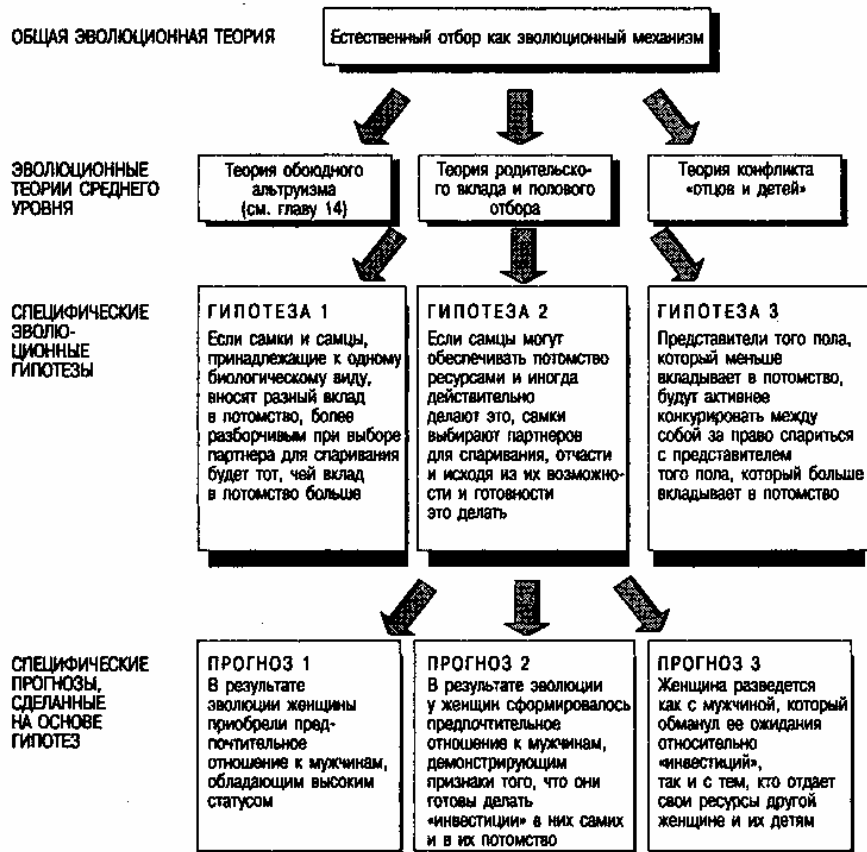 ОБЩАЯ ЭВОЛЮЦИОННАЯ ТЕОРИЯ
Естественный отбор как эволюционный механизм
ЭВОЛЮЦИОННЫЕ
ТЕОРИИ СРЕДНЕГО
УРОВНЯ
Теория обоюдного
альтруизма
(см. главу 14)
Теория родительско-
го вклада и полового
отбора
Теория конфликта
«отцов и детей»
СПЕЦИФИЧЕСКИЕ
ЭВОЛЮ-
ЦИОННЫЕ
ГИПОТЕЗЫ
ГИПОТЕЗА 1
Если самки и самцы,
принадлежащие к одному
биологическому виду,
вносят разный вклад
в потомство, более
разборчивым при выборе
партнера для спаривания
будет тот, чей вклад
в потомство больше
ГИПОТЕЗА 2
Если самцы могут
обеспечивать потомство
ресурсами и иногда
действительно
делают это, самки
выбирают партнеров
для спаривания, отчасти
и исходя из их возможно-
сти и готовности
это делать
ГИПОТЕЗА 3
Представители того пола,
который меньше
вкладывает в потомство,
будут активнее
конкурировать между
собой за право спариться
с представителем
того пола, который больше
вкладывает в потомство
СПЕЦИФИЧЕСКИЕ
ПРОГНОЗЫ,
СДЕЛАННЫЕ
НА ОСНОВЕ
ГИПОТЕЗ
ПРОГНОЗ 1
В результате
эволюции женщины
приобрели пред-
почтительное
отношение к мужчинам,
обладающим высоким
статусом
ПРОГНОЗ 2
В результате эволюции
у женщин сформировалось
предпочтительное
отношение к мужчинам,
демонстрирующим
признаки того, что они
готовы делать
«инвестиции» в них самих
и в их потомство
ПРОГНОЗ 3
Женщина разведется
как с мужчиной, который
обманул ее ожидания
относительно
«инвестиций»,
так и с тем, кто отдает
свои ресурсы другой
женщине и их детям